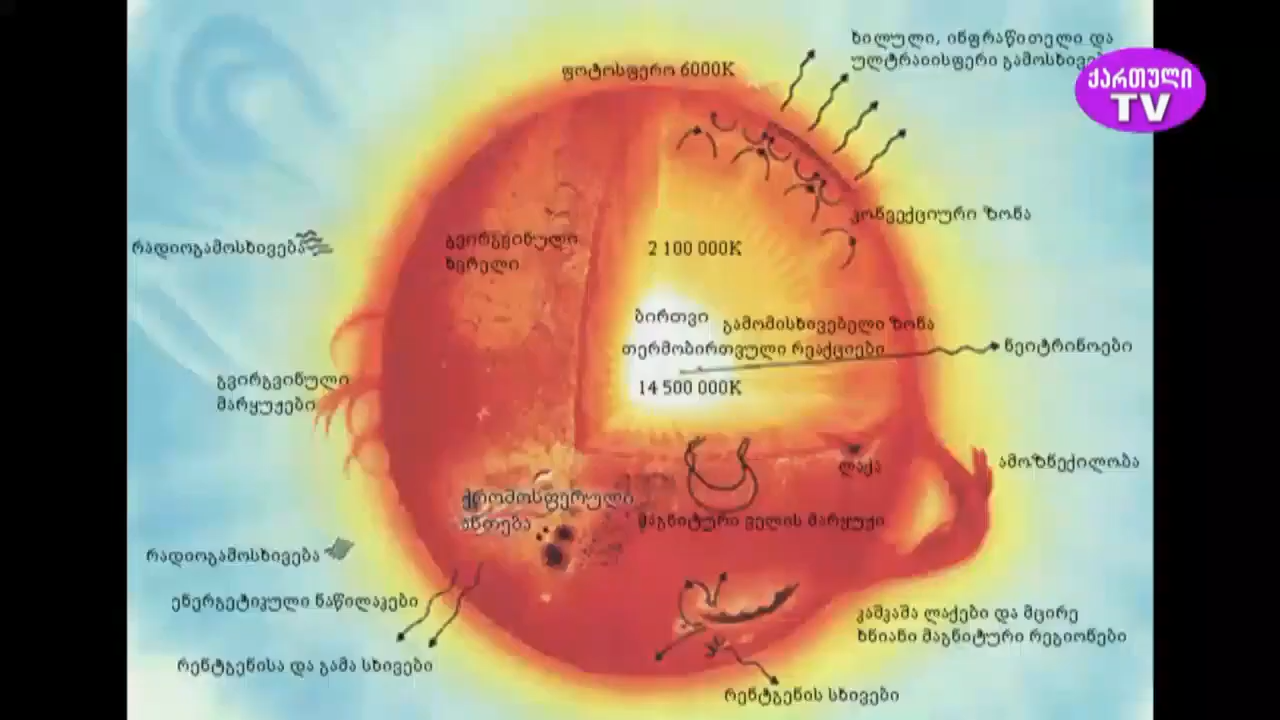 ხილული, ინფრაწითელი და
ულტრაიისფერი
ქართული
TV
ფოტოსფერო 6000K
კონვექციური ზონა
რადიოგამოსხივება
გვირგვინული
ხვრელი
2 100 000K
ბირთვი
გამომისხივებელი ზონა
თერმობირთვული რეაქციები
ნეიტრინოები
14 500 000K
გვირგვინული
მარყუჟები
ლაქა
ამოზნექილობა
ქრომოსფერული
ანთება
მაგნიტური ველის მარყუჟი
რადიოგამოსხივება
ენერგეტიკული ნაწილაკები
კაშკაშა ლაქები და მცირე
ხნიანი მაგნიტური რეგიონები
რენტგენისა და გამა სხივები
რენტგენის სხივები